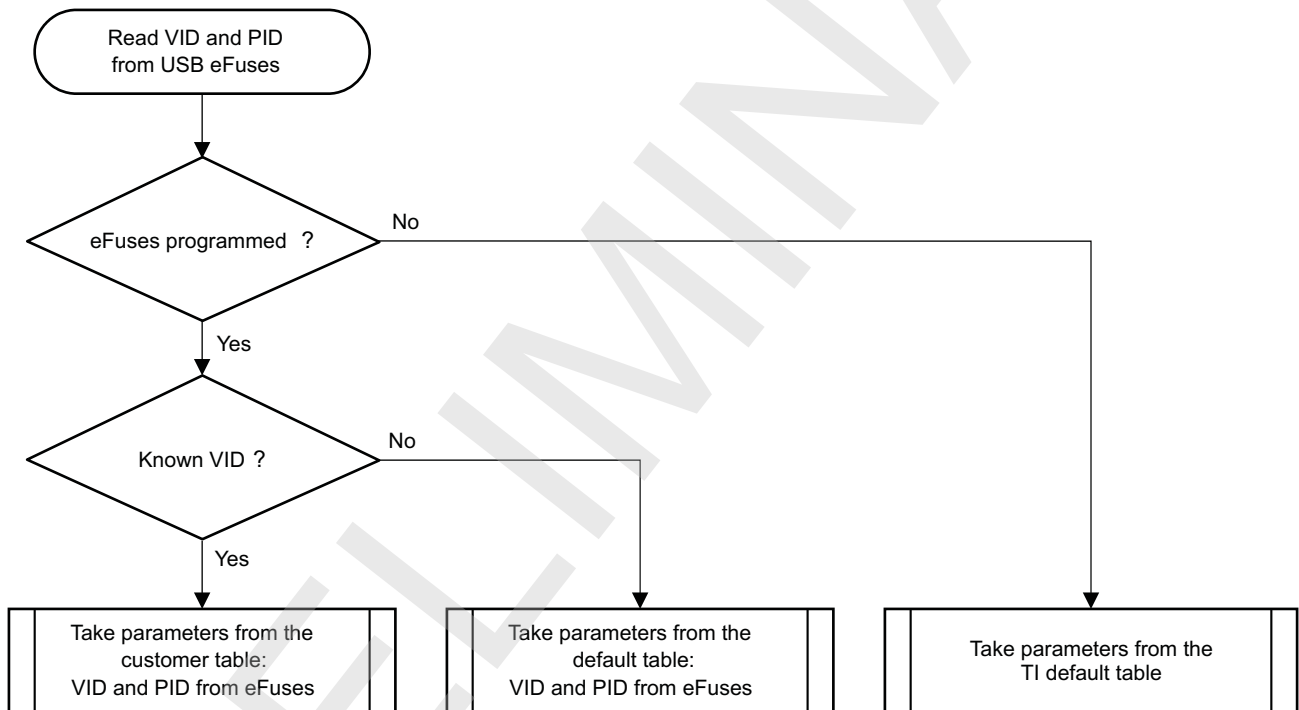 Read VID and PID
from USB eFuses
eFuses programmed ?
No
Yes
Known VID ?
No
Yes
Take parameters from the
customer table:
VID and PID from eFuses
Take parameters from the
default table:
VID and PID from eFuses
Take parameters from the
TI default table
ELIMINA